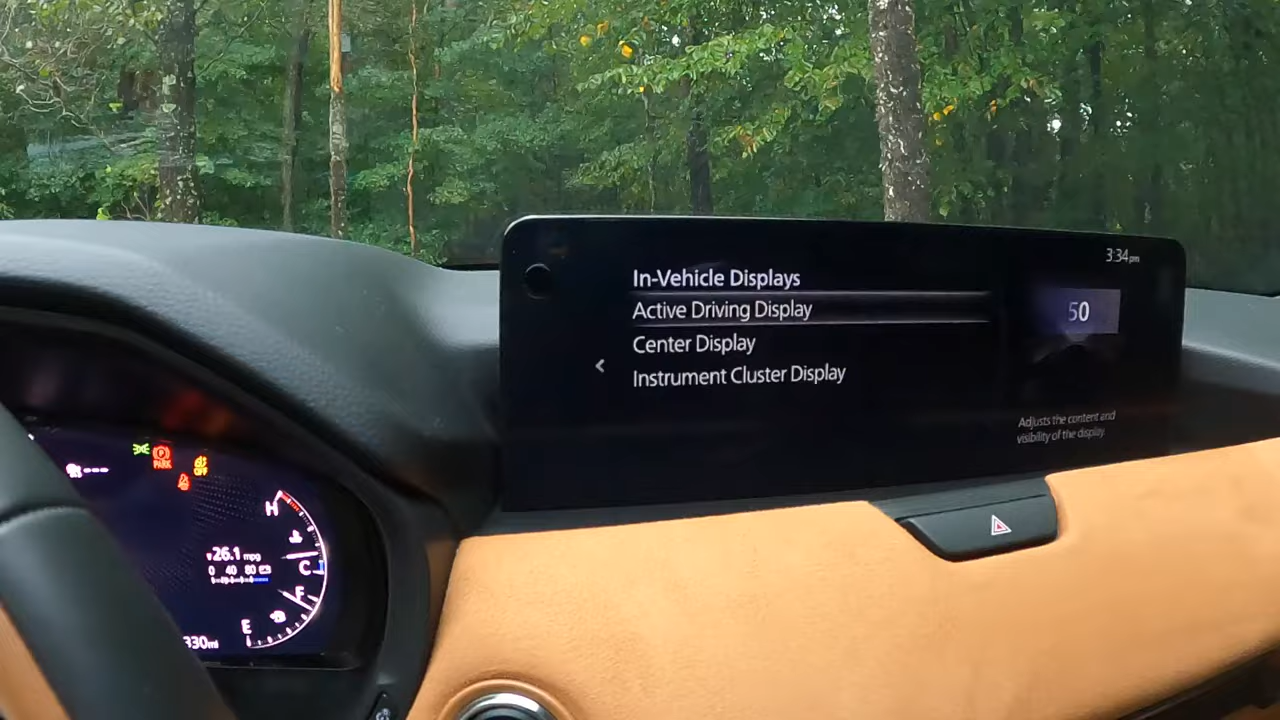 3:34pm
In-Vehicle Displays
Active Driving Display
Center Display
Instrument Cluster Display
50
Adjusts the content and
visibility of the display.
PARK
OFF
H
26.1 mpg
0 40 80
C
F
E
330mi